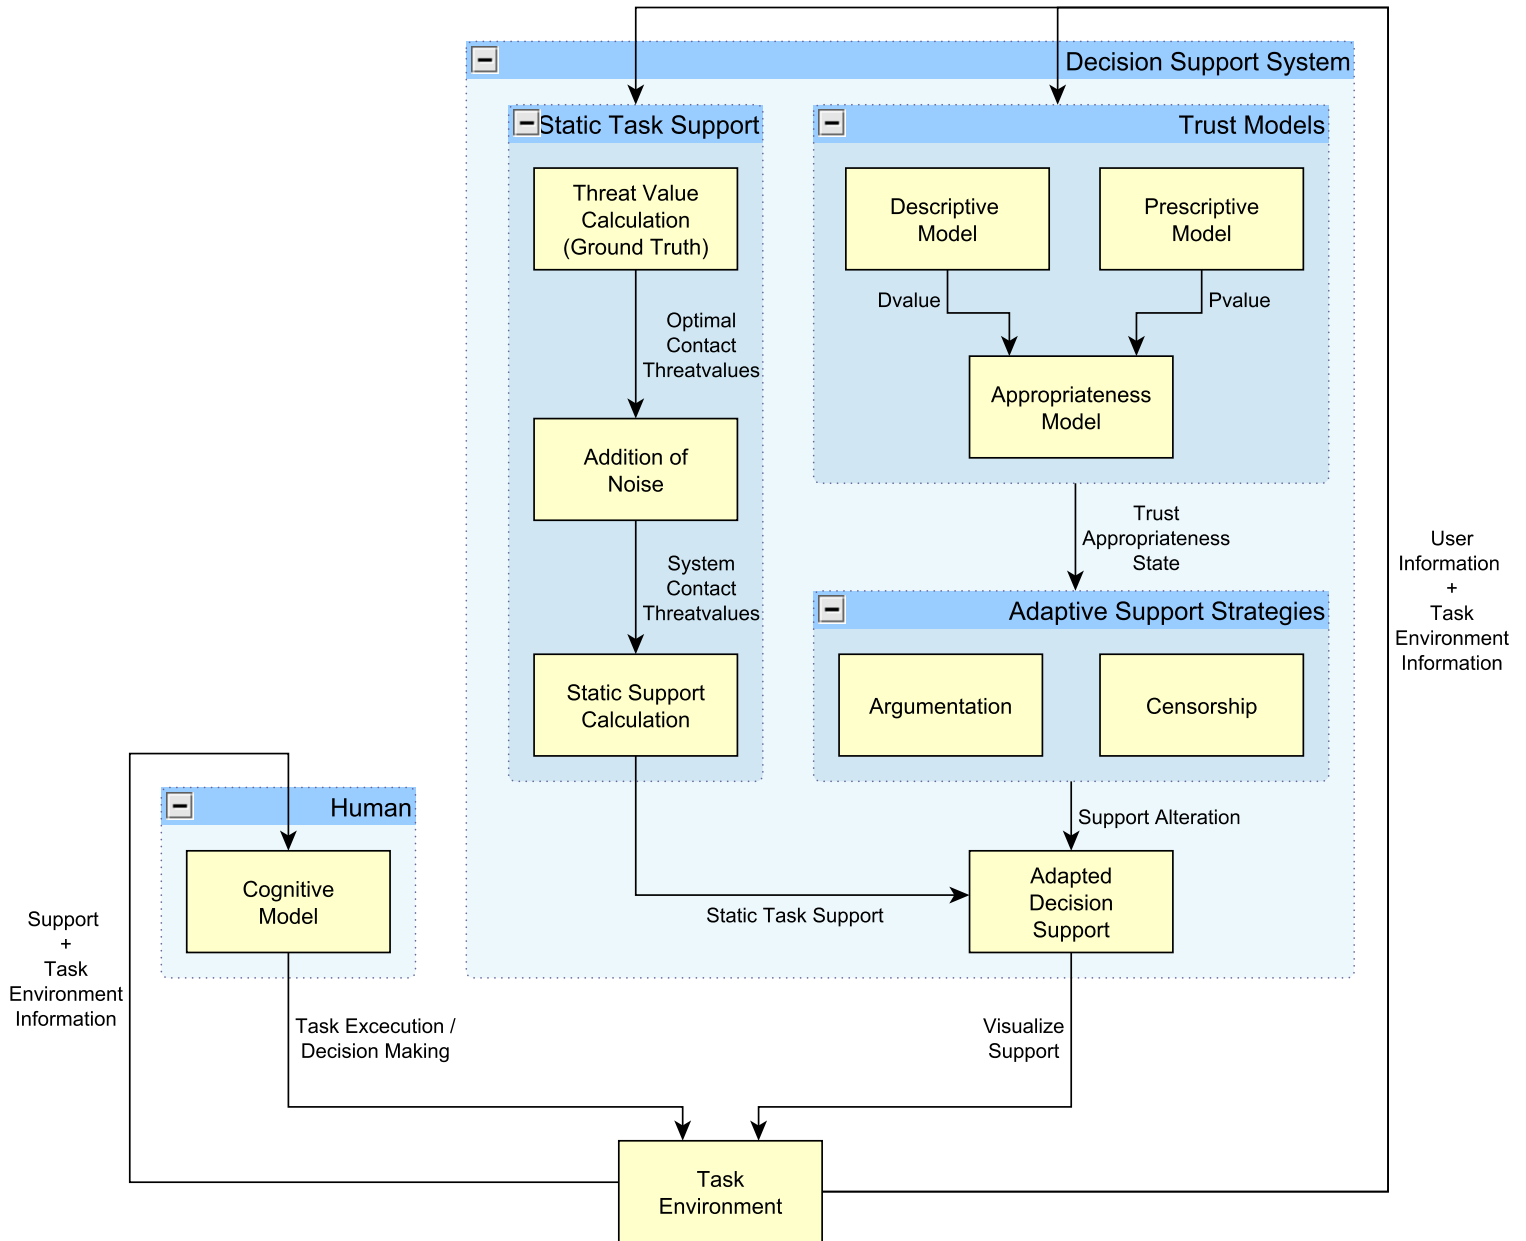 Decision Support System
Static Task Support
Trust Models
Threat Value
Calculation
(Ground Truth)
Descriptive
Model
Prescriptive
Model
Dvalue
Pvalue
Optimal
Contact
Threatvalues
Appropriateness
Model
Addition of
Noise
Trust
Appropriateness
State
User
Information
+
Task
Environment
Information
System
Contact
Threatvalues
Adaptive Support Strategies
Static Support
Calculation
Argumentation
Censorship
Human
Support Alteration
Cognitive
Model
Adapted
Decision
Support
Static Task Support
Support
+
Task
Environment
Information
Task Excecution /
Decision Making
Visualize
Support
Task
Environment